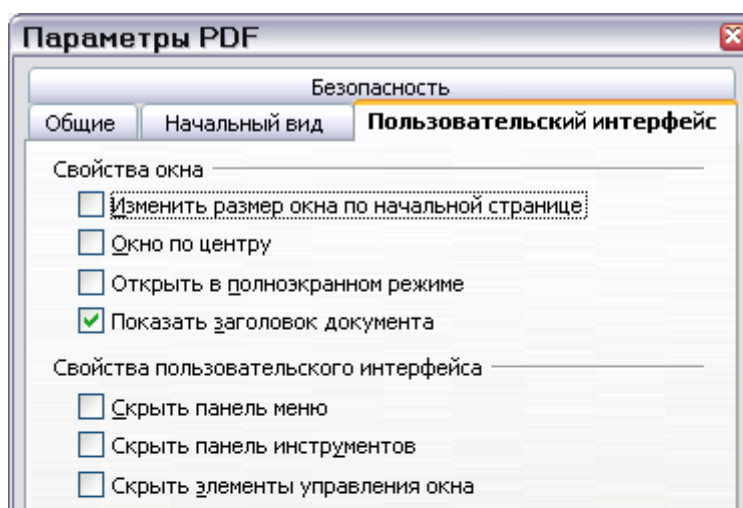 Параметры PDF
Безопасность
Общие Начальный вид Пользовательский интерфейс
Свойства окна
Изменить размер окна по начальной странице
Окно по центру
Открыть в полноэкранном режиме
Показать заголовок документа
Свойства пользовательского интерфейса
Скрыть панель меню
Скрыть панель инструментов
Скрыть элементы управления окна